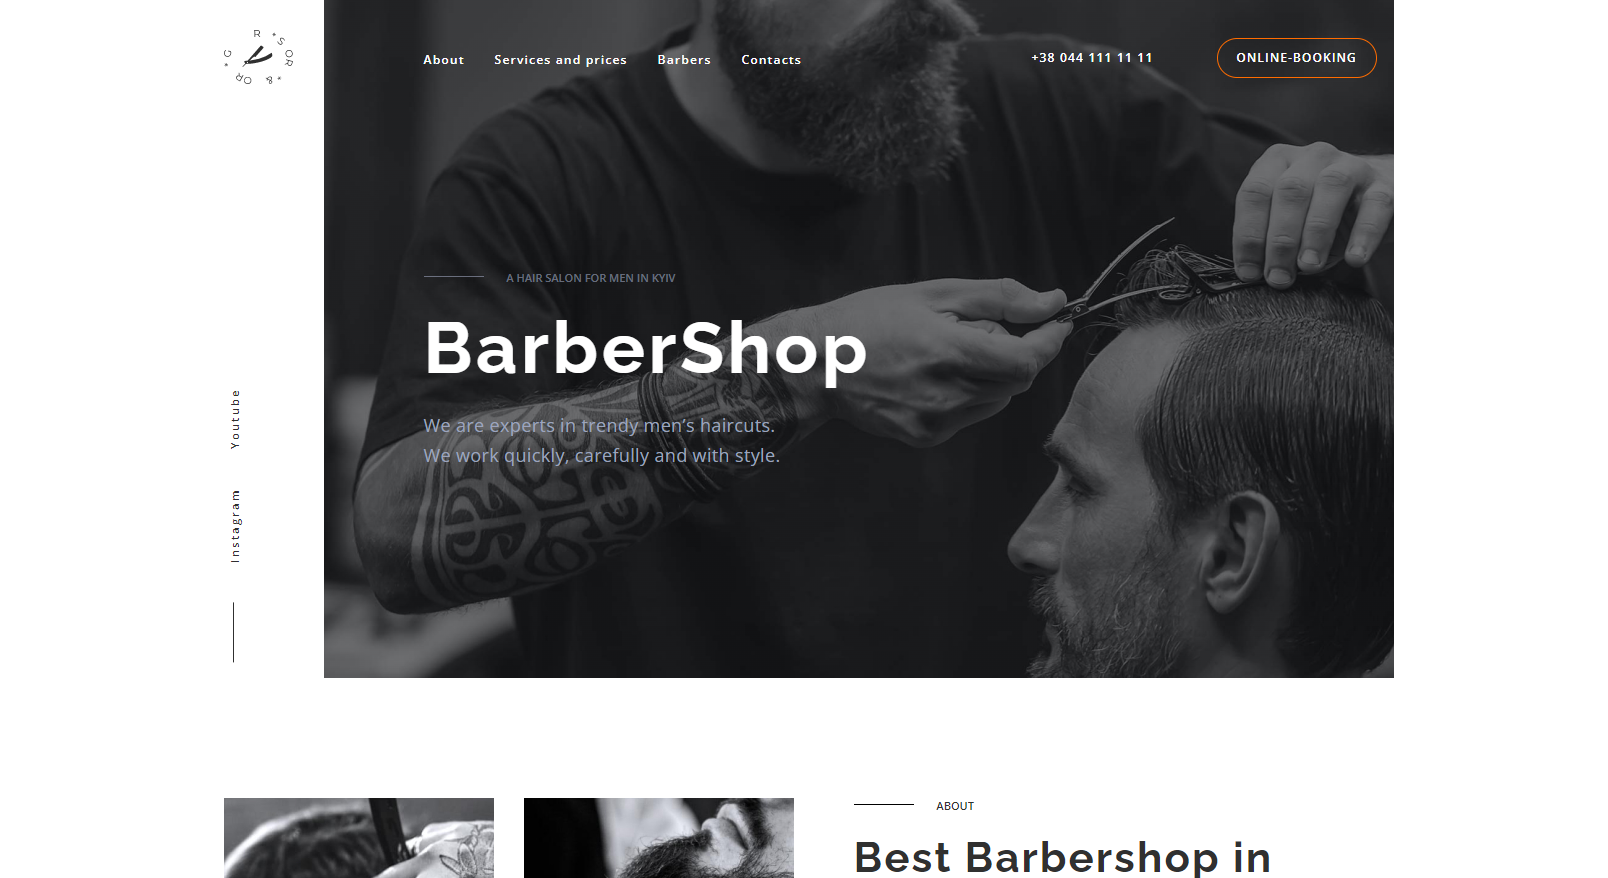 R * SOR * & OR * G
About Services and prices Barbers Contacts
+38 044 111 11 11
ONLINE-BOOKING
A HAIR SALON FOR MEN IN KYIV
BarberShop
We are experts in trendy men’s haircuts.
We work quickly, carefully and with style.
Youtube
Instagram
ABOUT
Best Barbershop in